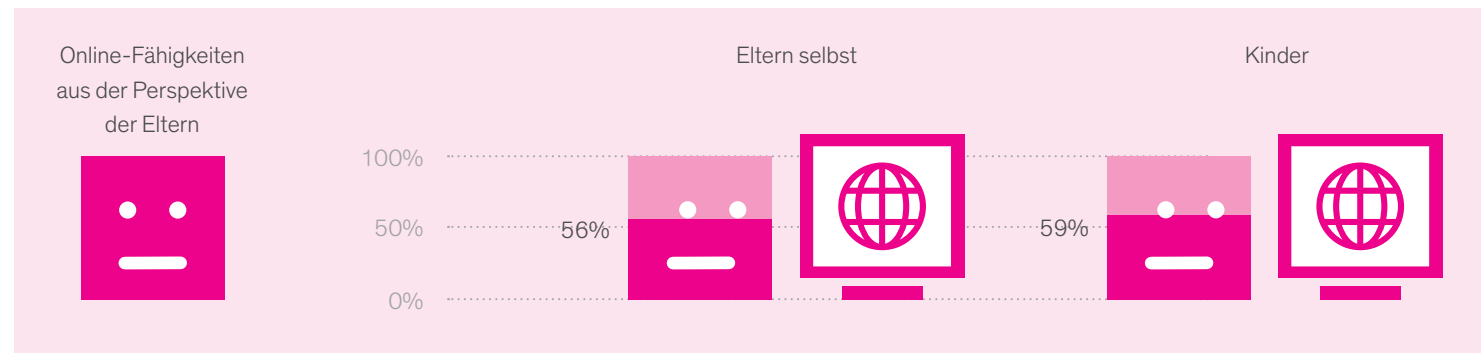 Online-Fähigkeiten
aus der Perspektive
der Eltern
Eltern selbst
Kinder
100%
50%
0%
56%
59%